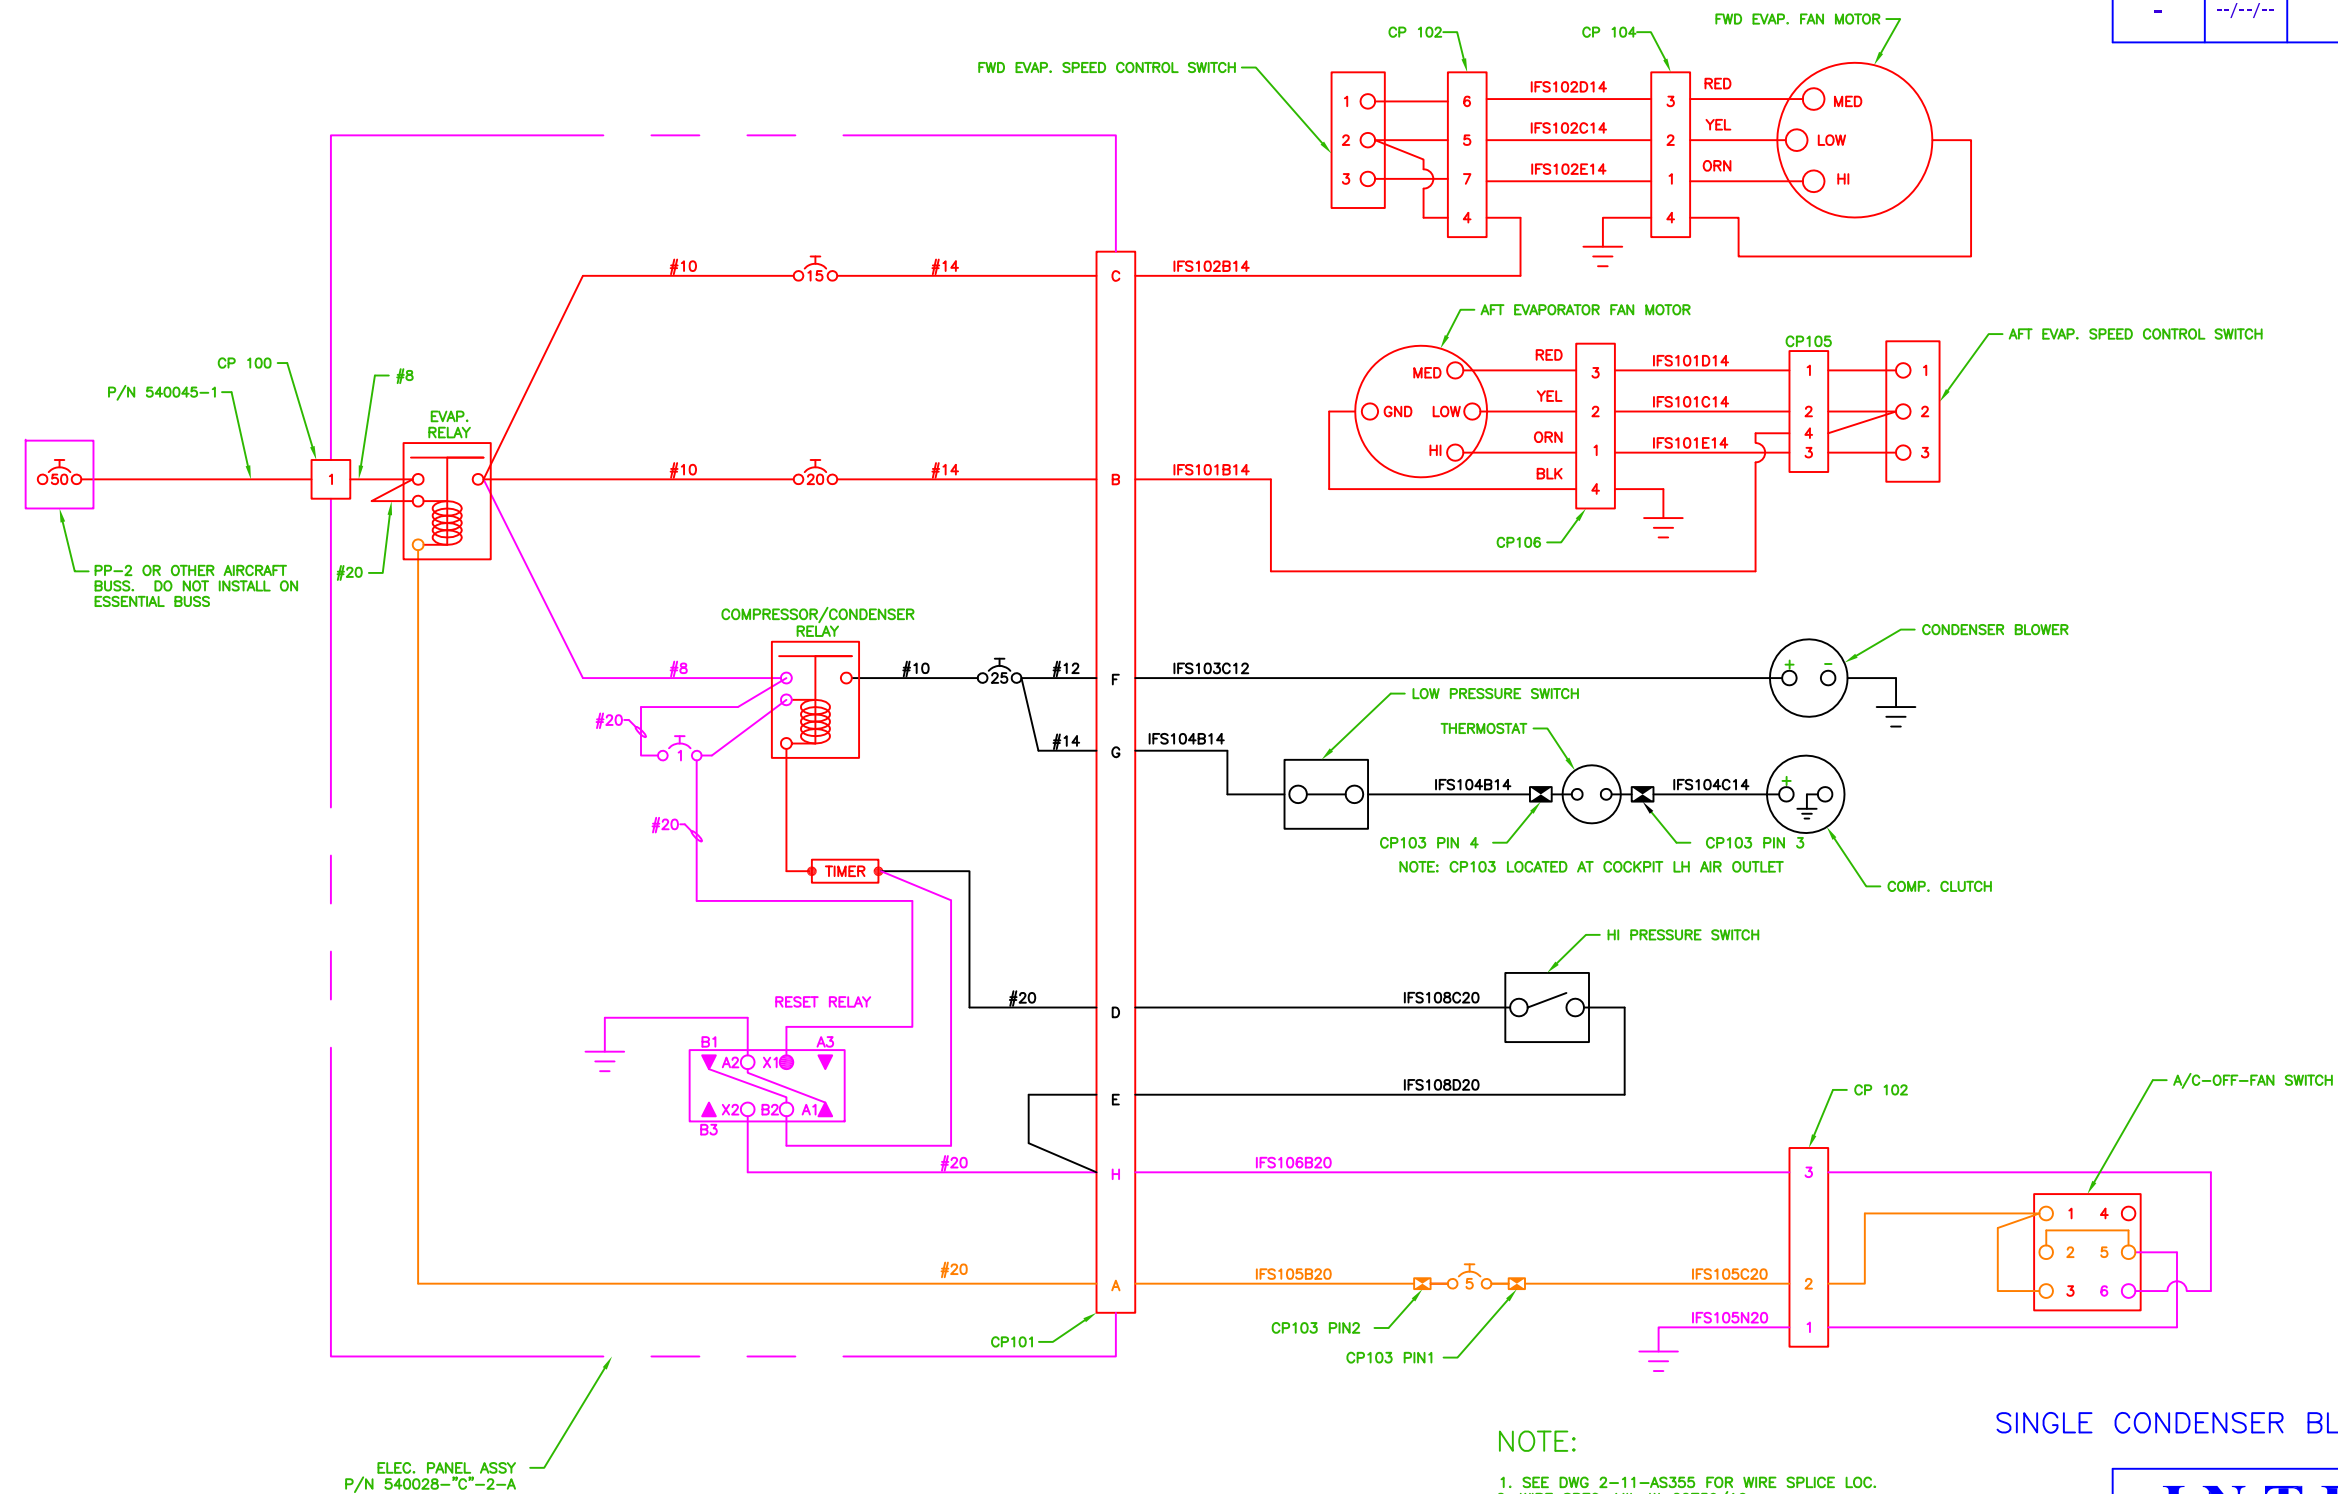 -
--/--/--
FWD EVAP. FAN MOTOR
CP 102
CP 104
FWD EVAP. SPEED CONTROL SWITCH
1
2
3
6
5
7
4
IFS102D14
IFS102C14
IFS102E14
3
2
1
4
RED
YEL
ORN
MED
LOW
HI
#10
15
#14
C
IFS102B14
AFT EVAPORATOR FAN MOTOR
AFT EVAP. SPEED CONTROL SWITCH
CP105
MED
GND
LOW
HI
RED
YEL
ORN
BLK
3
2
1
4
IFS101D14
IFS101C14
IFS101E14
1
2
4
3
1
2
3
CP106
CP 100
P/N 540045-1
#8
EVAP.
RELAY
50
1
#10
20
#14
B
IFS101B14
PP-2 OR OTHER AIRCRAFT
BUSS. DO NOT INSTALL ON
ESSENTIAL BUSS
#20
COMPRESSOR/CONDENSER
RELAY
#8
#10
25
#12
F
IFS103C12
CONDENSER BLOWER
+
-
#20
1
#14
G
IFS104B14
LOW PRESSURE SWITCH
THERMOSTAT
IFS104B14
IFS104C14
+
CP103 PIN 4
CP103 PIN 3
NOTE: CP103 LOCATED AT COCKPIT LH AIR OUTLET
COMP. CLUTCH
#20
TIMER
HI PRESSURE SWITCH
RESET RELAY
#20
D
IFS108C20
B1
A2
X1
A3
X2
B2
A1
B3
E
IFS108D20
#20
H
IFS106B20
CP 102
A/C-OFF-FAN SWITCH
3
2
1
1
4
2
5
3
6
#20
A
IFS105B20
5
IFS105C20
IFS105N20
CP103 PIN2
CP103 PIN1
CP101
ELEC. PANEL ASSY
P/N 540028-"C"-2-A
SINGLE CONDENSER BL
NOTE:
1. SEE DWG 2-11-AS355 FOR WIRE SPLICE LOC.